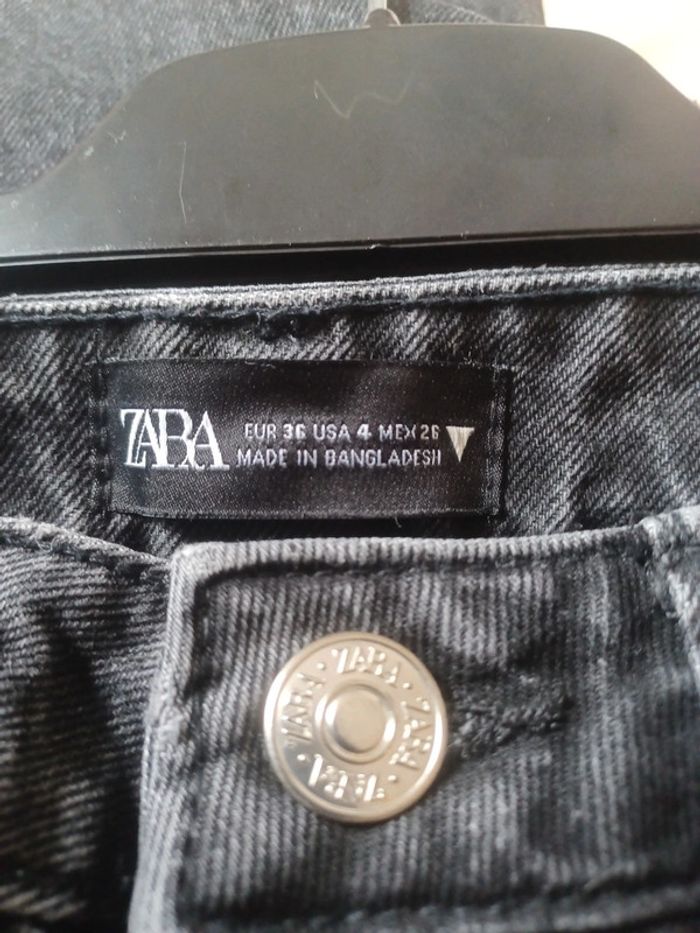 ZARA
EUR 36 USA 4 MEX 26
MADE IN BANGLADESH
ZARA · ZARA · ZARA · ZARA ·